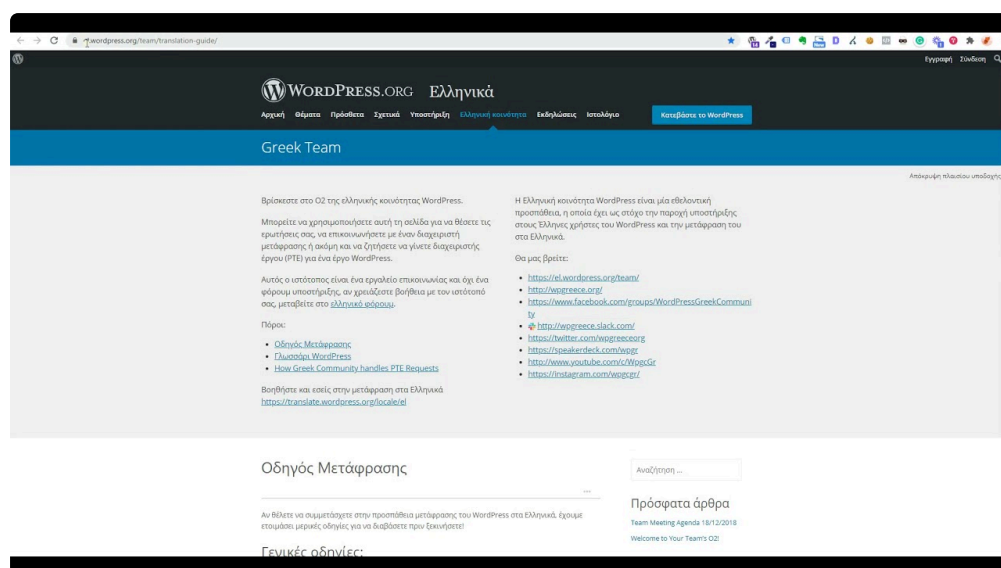 wordpress.org/team/translation-guide/
Εγγραφή Σύνδεση
WORDPRESS.ORG Ελληνικά
Αρχική Θέματα Πρόσθετα Σχετικά Υποστήριξη Ελληνική κοινότητα Εκδηλώσεις Ιστολόγιο Κατεβάστε το WordPress
Greek Team
Απόκρυψη πλαισίου υποδοχής
Βρίσκεστε στο O2 της ελληνικής κοινότητας WordPress.
Μπορείτε να χρησιμοποιήσετε αυτή τη σελίδα για να θέσετε τις
ερωτήσεις σας, να επικοινωνήσετε με έναν διαχειριστή
μετάφρασης ή ακόμη και να ζητήσετε να γίνετε διαχειριστής
έργου (PTE) για ένα έργο WordPress.
Αυτός ο ιστότοπος είναι ένα εργαλείο επικοινωνίας και όχι ένα
φόρουμ υποστήριξης, αν χρειάζεστε βοήθεια με τον ιστότοπό
σας, μεταβείτε στο ελληνικό φόρουμ.
Πόροι:
Οδηγός Μετάφρασης
Γλωσσάρι WordPress
How Greek Community handles PTE Requests
Βοηθήστε και εσείς στην μετάφραση στα Ελληνικά
https://translate.wordpress.org/locale/el
Η Ελληνική κοινότητα WordPress είναι μία εθελοντική
προσπάθεια, η οποία έχει ως στόχο την παροχή υποστήριξης
στους Έλληνες χρήστες του WordPress και την μετάφραση του
στα Ελληνικά.
Θα μας βρείτε:
https://el.wordpress.org/team/
http://wpgreece.org/
https://www.facebook.com/groups/WordPressGreekCommuni
ty
http://wpgreece.slack.com/
https://twitter.com/wpgreeceorg
https://speakerdeck.com/wpgr
http://www.youtube.com/c/WpgcGr
https://instagram.com/wpgcgr/
Οδηγός Μετάφρασης
Αν θέλετε να συμμετάσχετε στην προσπάθεια μετάφρασης του WordPress στα Ελληνικά, έχουμε
ετοιμάσει μερικές οδηγίες για να διαβάσετε πριν ξεκινήσετε!
Γενικές οδηγίες:
Αναζήτηση ...
Πρόσφατα άρθρα
Team Meeting Agenda 18/12/2018
Welcome to Your Team's O2!